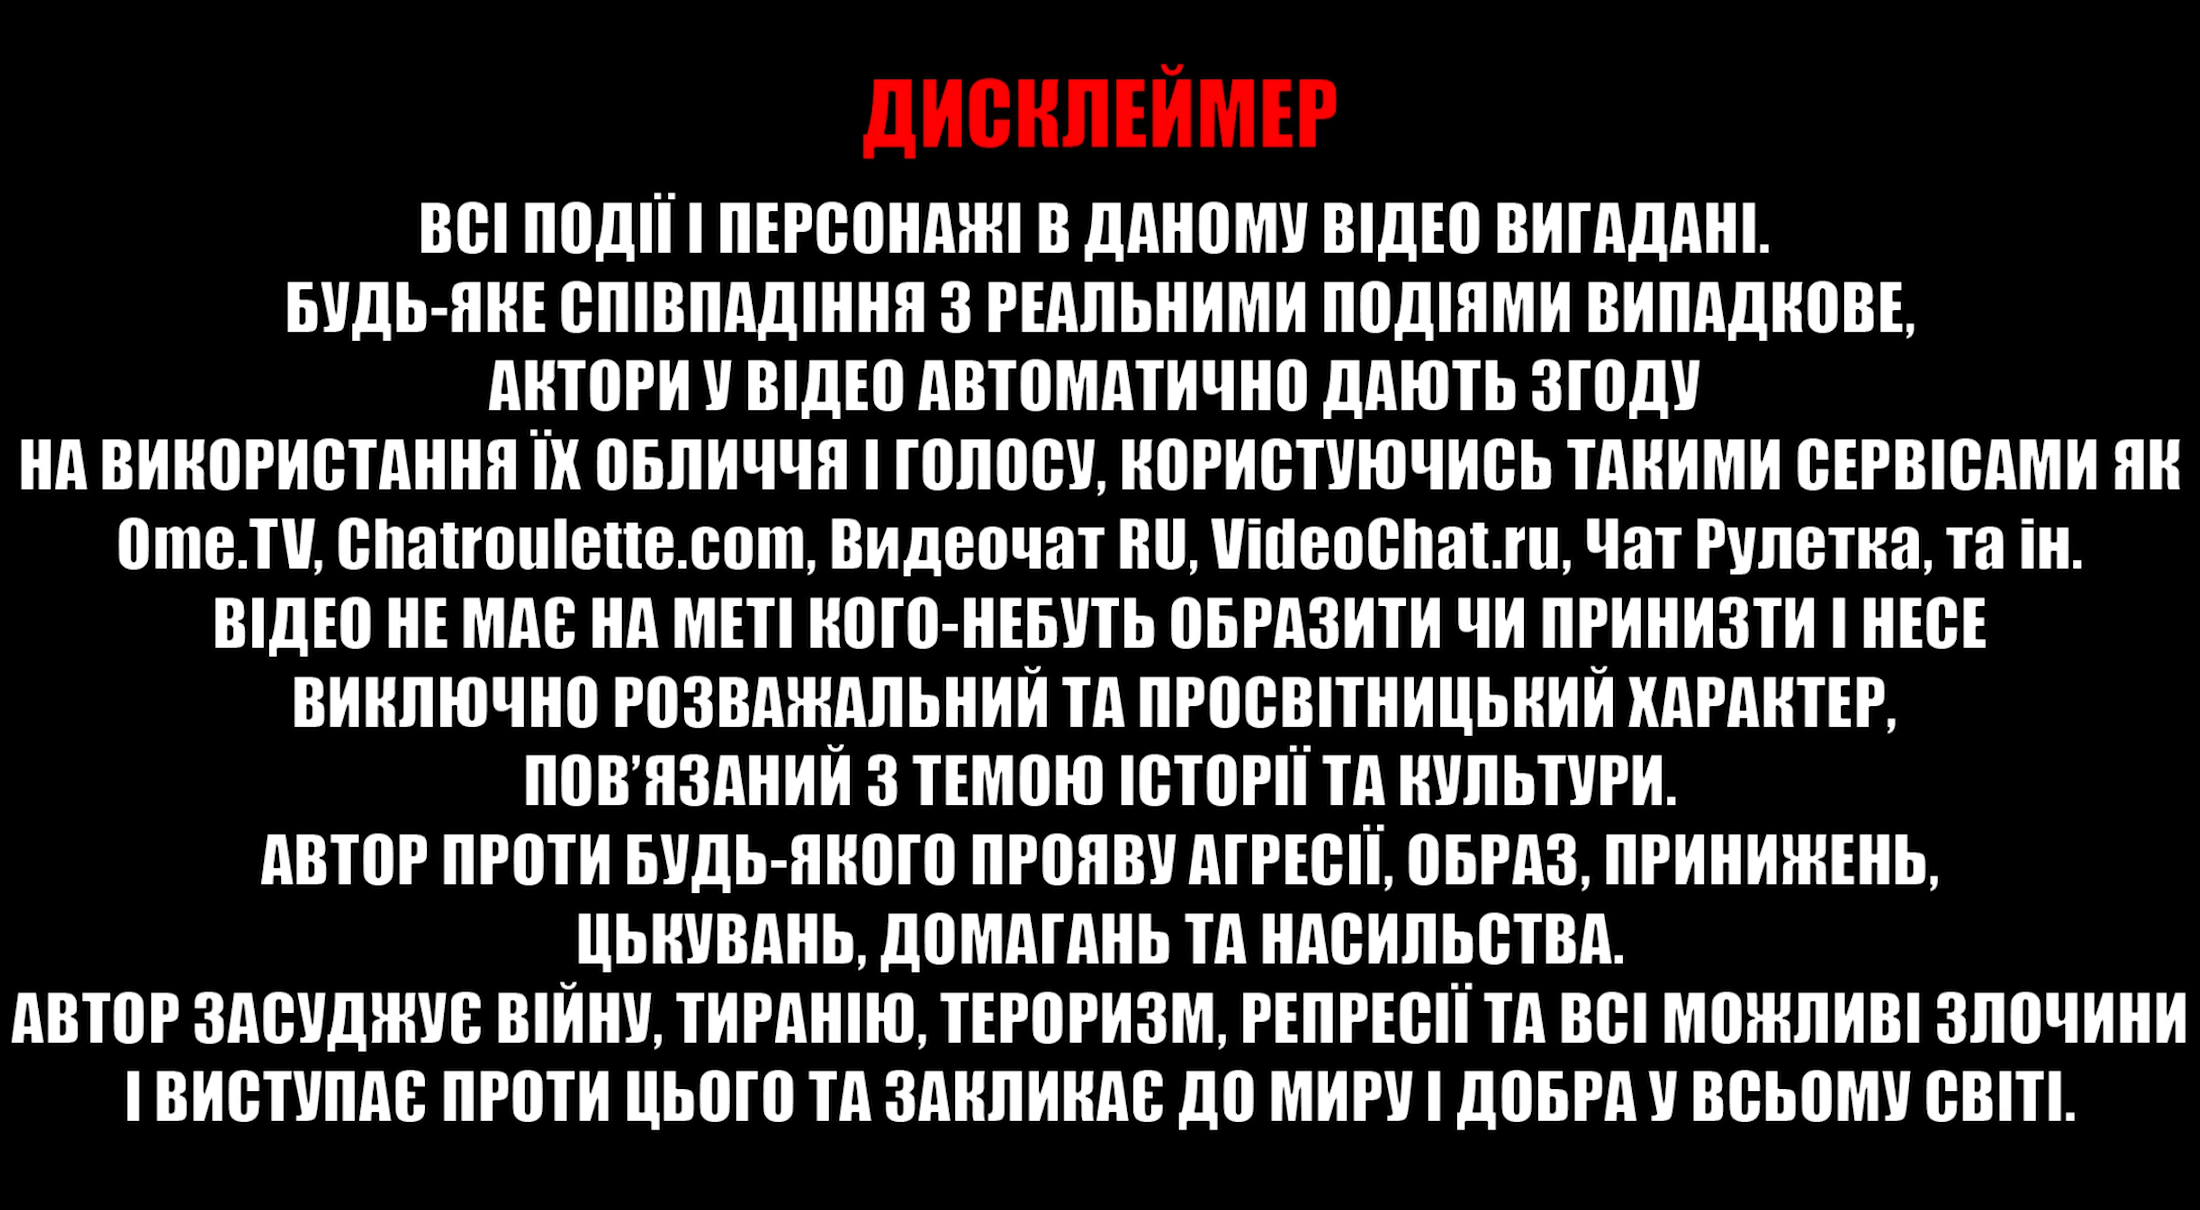 ДИСКЛЕЙМЕР
ВСІ ПОДІЇ І ПЕРСОНАЖІ В ДАНОМУ ВІДЕО ВИГАДАНІ.
БУДЬ-ЯКЕ СПІВПАДІННЯ З РЕАЛЬНИМИ ПОДІЯМИ ВИПАДКОВЕ,
АКТОРИ У ВІДЕО АВТОМАТИЧНО ДАЮТЬ ЗГОДУ
НА ВИКОРИСТАННЯ ЇХ ОБЛИЧЧЯ І ГОЛОСУ, КОРИСТУЮЧИСЬ ТАКИМИ СЕРВІСАМИ ЯК
Ome.TV, Chatroulette.com, Видеочат RU, VideoChat.ru, Чат Рулетка, та ін.
ВІДЕО НЕ МАЄ НА МЕТІ КОГО-НЕБУТЬ ОБРАЗИТИ ЧИ ПРИНИЗТИ І НЕСЕ
ВИКЛЮЧНО РОЗВАЖАЛЬНИЙ ТА ПРОСВІТНИЦЬКИЙ ХАРАКТЕР,
ПОВ’ЯЗАНИЙ З ТЕМОЮ ІСТОРІЇ ТА КУЛЬТУРИ.
АВТОР ПРОТИ БУДЬ-ЯКОГО ПРОЯВУ АГРЕСІЇ, ОБРАЗ, ПРИНИЖЕНЬ,
ЦЬКУВАНЬ, ДОМАГАНЬ ТА НАСИЛЬСТВА.
АВТОР ЗАСУДЖУЄ ВІЙНУ, ТИРАНІЮ, ТЕРОРИЗМ, РЕПРЕСІЇ ТА ВСІ МОЖЛИВІ ЗЛОЧИНИ
І ВИСТУПАЄ ПРОТИ ЦЬОГО ТА ЗАКЛИКАЄ ДО МИРУ І ДОБРА У ВСЬОМУ СВІТІ.